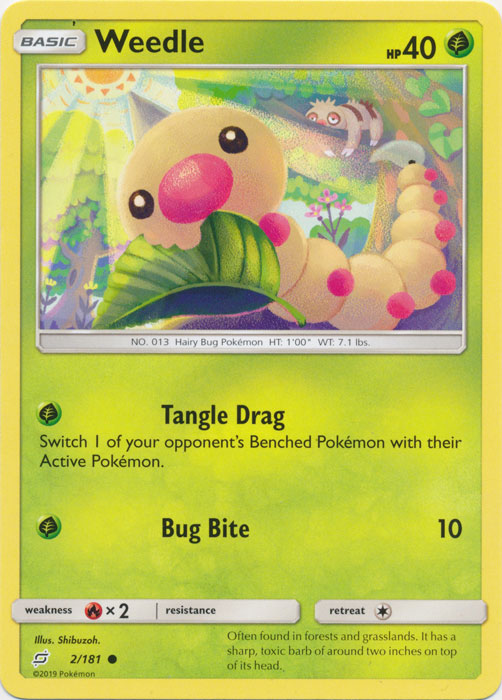 BASIC Weedle HP 40
NO. 013 Hairy Bug Pokémon HT: 1'00" WT: 7.1 lbs.
Tangle Drag
Switch 1 of your opponent's Benched Pokémon with their
Active Pokémon.
Bug Bite 10
weakness × 2 resistance retreat
Illus. Shibuzoh.
2/181
©2019 Pokémon
Often found in forests and grasslands. It has a
sharp, toxic barb of around two inches on top
of its head.